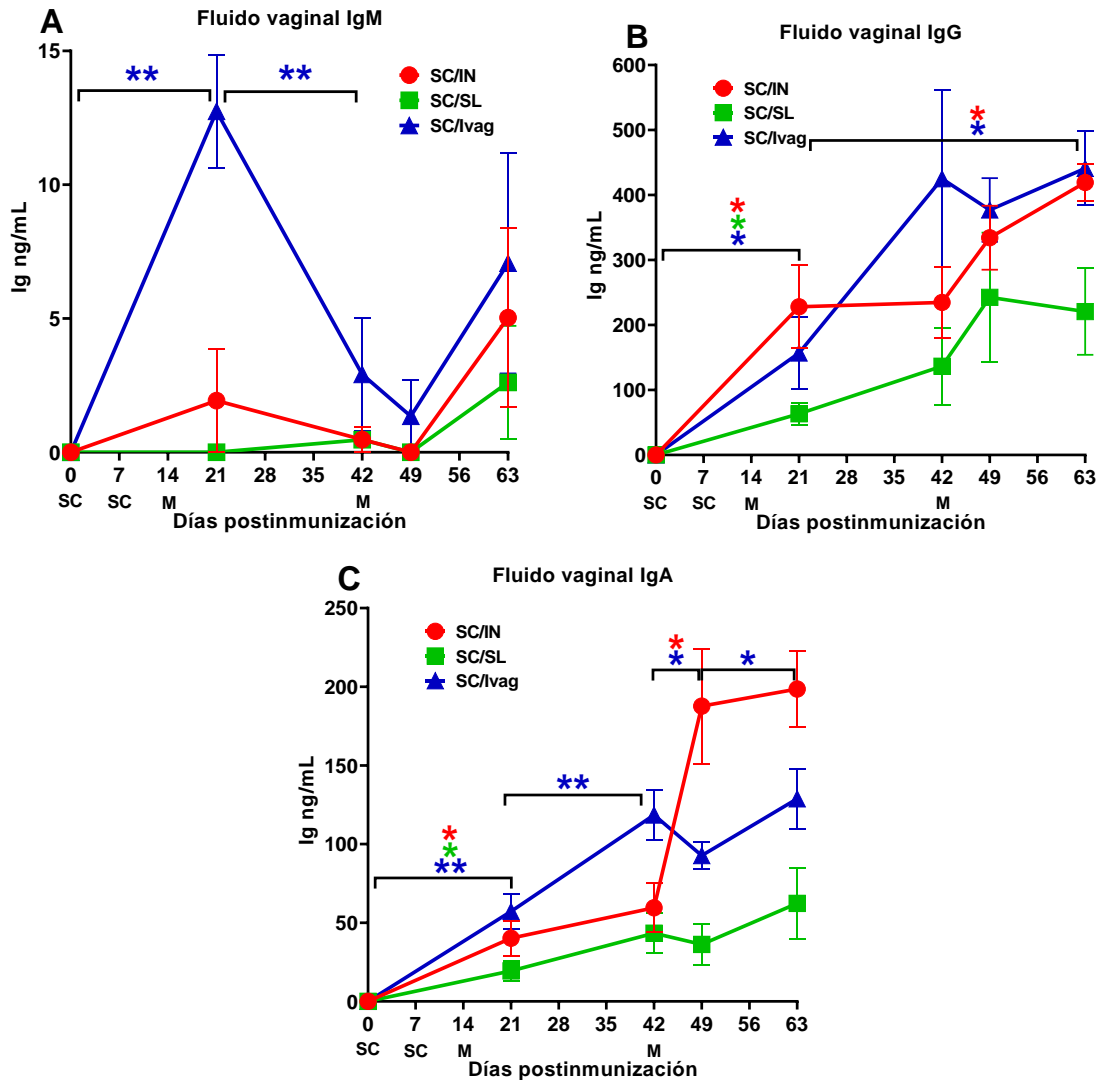 A
Fluido vaginal IgM
15
10
5
0
Ig ng/mL
** **
SC/IN
SC/SL
SC/Ivag
0 7 14 21 28 35 42 49 56 63
SC SC M M
Días postinmunización
B
Fluido vaginal IgG
600
500
400
300
200
100
0
Ig ng/mL
SC/IN
SC/SL
SC/Ivag
*
*
*
*
*
0 7 14 21 28 35 42 49 56 63
SC SC M M
Días postinmunización
C
Fluido vaginal IgA
250
200
150
100
50
0
Ig ng/mL
SC/IN
SC/SL
SC/Ivag
*
* *
**
*
*
**
0 7 14 21 28 35 42 49 56 63
SC SC M M
Días postinmunización